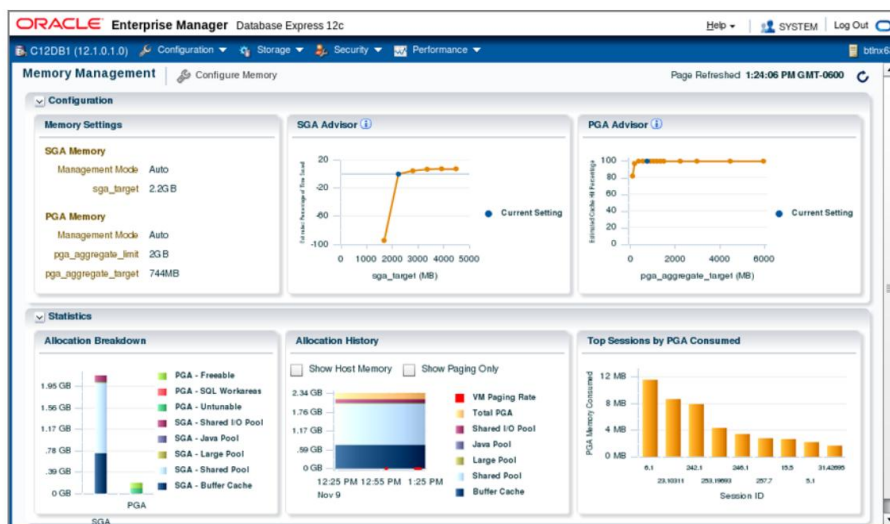 ORACLE Enterprise Manager Database Express 12c
Help
SYSTEM
Log Out
C12DB1 (12.1.0.1.0)
Configuration
Storage
Security
Performance
Memory Management
Configure Memory
Page Refreshed 1:24:06 PM GMT-0600
Configuration
Memory Settings
SGA Memory
Management Mode Auto
sga_target 2.2GB
PGA Memory
Management Mode Auto
pga_aggregate_limit 2GB
pga_aggregate_target 744MB
SGA Advisor
20
-20
-60
-100
0 1000 2000 3000 4000 5000
sga_target (MB)
Current Setting
PGA Advisor
Estimated Cache Hit Percentage
100
80
60
40
20
0
0 2000 4000 6000
pga_aggregate_target (MB)
Current Setting
Statistics
Allocation Breakdown
1.95 GB
1.56 GB
1.17 GB
.78 GB
.39 GB
0 GB
SGA
PGA
PGA - Freeable
PGA - SQL Workareas
PGA - Untunable
SGA - Shared I/O Pool
SGA - Java Pool
SGA - Large Pool
SGA - Shared Pool
SGA - Buffer Cache
Allocation History
Show Host Memory
Show Paging Only
2.34 GB
1.76 GB
1.17 GB
.59 GB
0 GB
12:25 PM 12:55 PM 1:25 PM
Nov 9
VM Paging Rate
Total PGA
Shared I/O Pool
Java Pool
Large Pool
Shared Pool
Buffer Cache
Top Sessions by PGA Consumed
PGA Memory Consumed
12 MB
8 MB
4 MB
0 MB
6.1 242.1 246.1 15.5 31.42695
257.7 5.1
Session ID